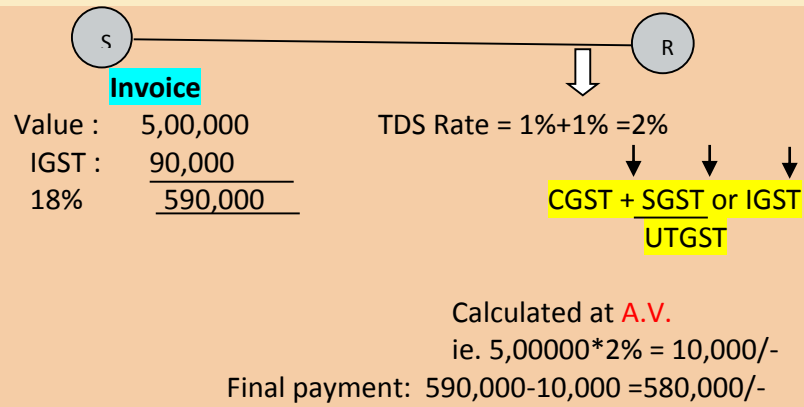 S
R
Invoice
Value : 5,00,000 TDS Rate = 1%+1% =2%
IGST : 90,000
18% 590,000 CGST + SGST or IGST
UTGST
Calculated at A.V.
ie. 5,00000*2% = 10,000/-
Final payment: 590,000-10,000 =580,000/-